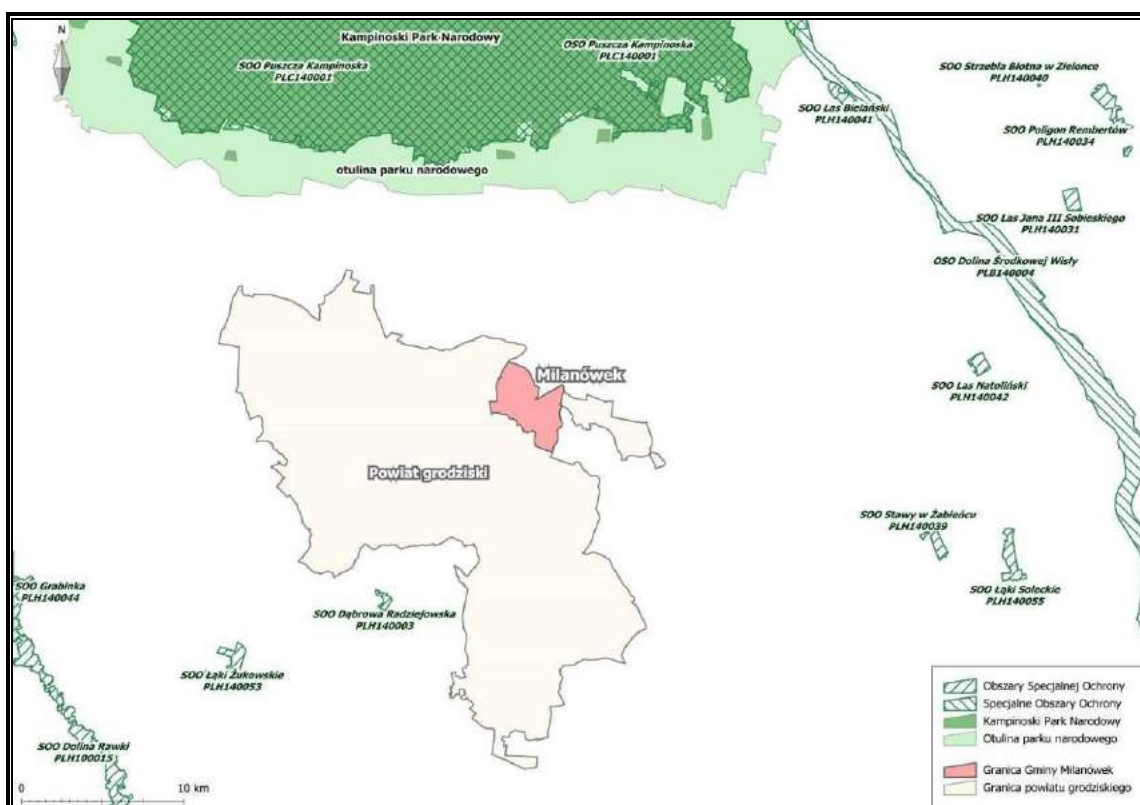 N
Kampinoski Park Narodowy
SOO Puszcza Kampinoska
PLC140001
OSO Puszcza Kampinoska
PLC140001
otulina parku narodowego
SOO Las Bielański
PLH140041
SOO Strzebla Błotna w Zielonce
PLH140040
SOO Poligon Rembertów
PLH140034
SOO Las Jana III Sobieskiego
PLH140031
OSO Dolina Środkowej Wisły
PLB140004
Milanówek
SOO Las Natoliński
PLH140042
Powiat grodziski
SOO Stawy w Żabieńcu
PLH140039
SOO Grabinka
PLH140044
SOO Dąbrowa Radziejowska
PLH140003
SOO Łąki Soleckie
PLH140055
SOO Łąki Żukowskie
PLH140053
SOO Dolina Rawki
PLH100015
0 10 km
Obszary Specjalnej Ochrony
Specjalne Obszary Ochrony
Kampinoski Park Narodowy
Otulina parku narodowego
Granica Gminy Milanówek
Granica powiatu grodziskiego